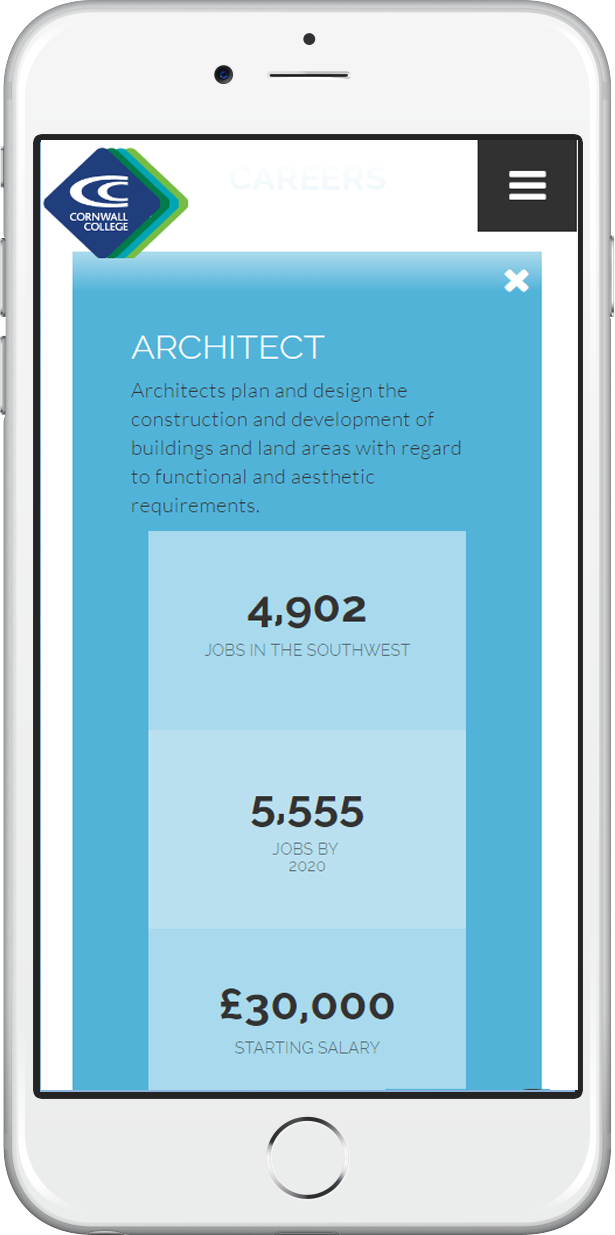 CAREERS
CORNWALL
COLLEGE
ARCHITECT
Architects plan and design the
construction and development of
buildings and land areas with regard
to functional and aesthetic
requirements.
4,902
JOBS IN THE SOUTHWEST
5,555
JOBS BY
2020
£30,000
STARTING SALARY